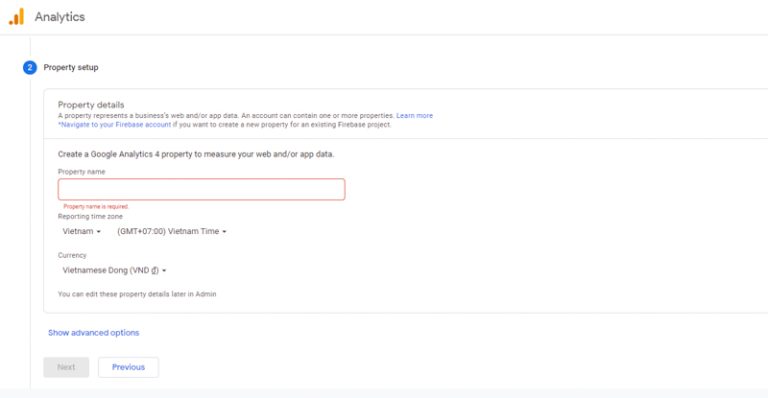 Analytics
2 Property setup
Property details
A property represents a business's web and/or app data. An account can contain one or more properties. Learn more
*Navigate to your Firebase account if you want to create a new property for an existing Firebase project.
Create a Google Analytics 4 property to measure your web and/or app data.
Property name
Property name is required.
Reporting time zone
Vietnam (GMT+07:00) Vietnam Time
Currency
Vietnamese Dong (VND ₫)
You can edit these property details later in Admin
Show advanced options
Next Previous